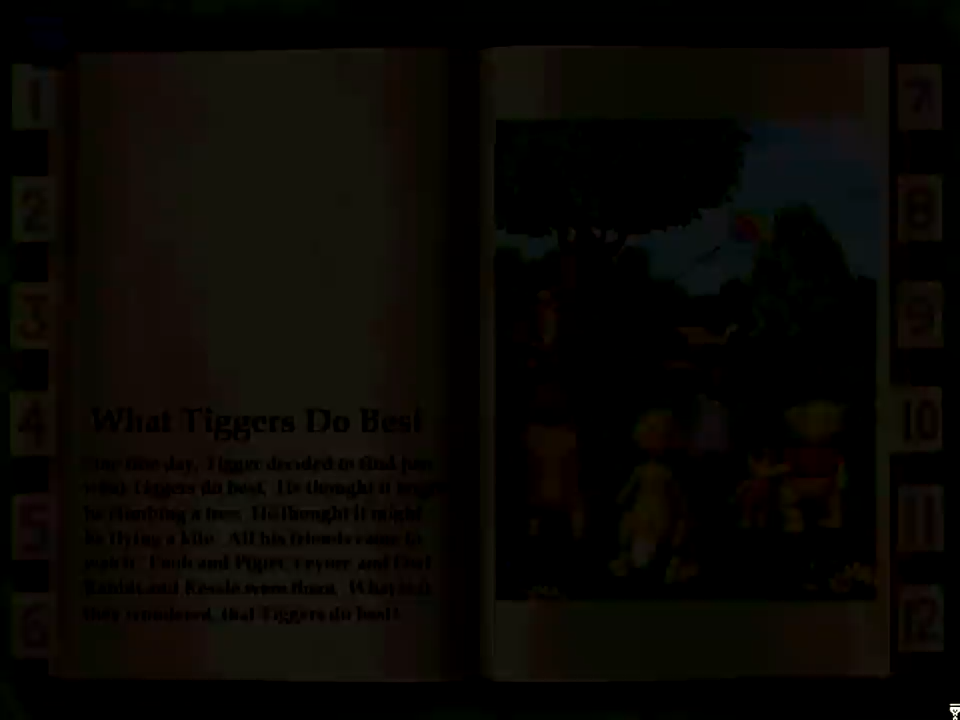 What Tiggers Do Best
One fine day, Tigger decided to find just
what Tiggers do best. He thought it might
be climbing a tree. He thought it might
be flying a kite. All his friends came to
watch. Pooh and Piglet, Eeyore and Owl,
Rabbit and Kessie were there. What is it
they wondered, that Tiggers do best?
1
2
3
4
5
6
7
8
9
10
11
12